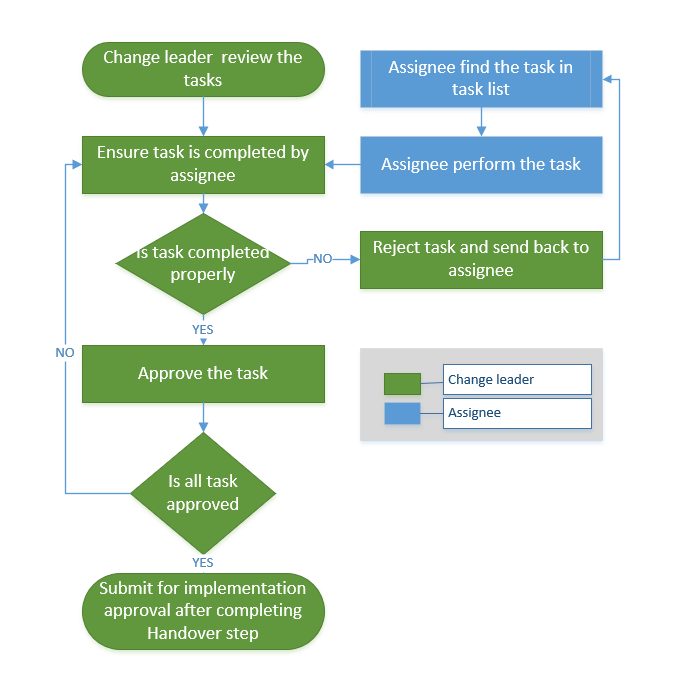 Change leader  review the
tasks
Assignee find the task in
task list
Ensure task is completed by
assignee
Assignee perform the task
Is task completed
properly
NO
Reject task and send back to
assignee
YES
NO
Approve the task
Change leader
Assignee
Is all task
approved
YES
Submit for implementation
approval after completing
Handover step